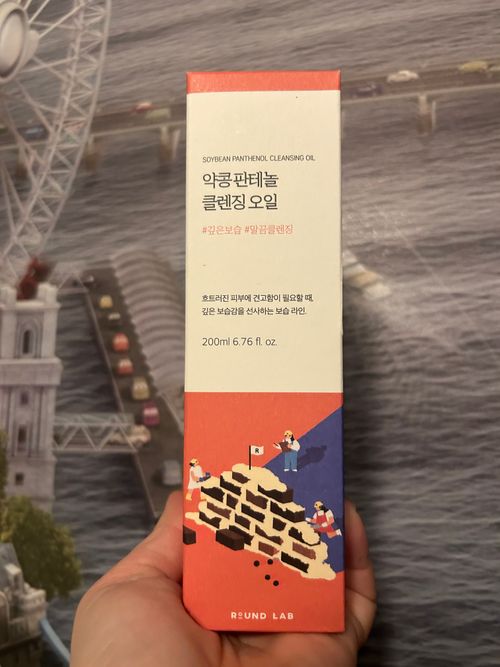 SOYBEAN PANTHENOL CLEANSING OIL
약콩 판테놀
클렌징 오일
#깊은보습 #말끔클렌징
흐트러진 피부에 견고함이 필요할 때,
깊은 보습감을 선사하는 보습 라인.
200ml 6.76 fl. oz.
R
ROUND LAB